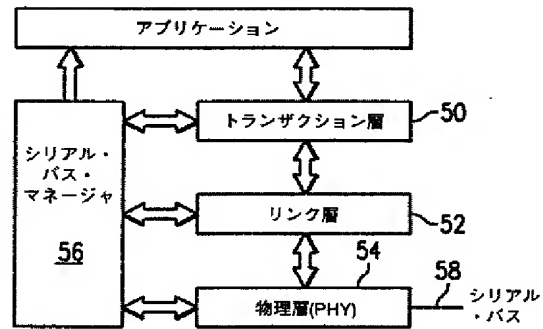 アプリケーション
トランザクション層
50
シリアル・
バス・
マネージャ
56
リンク層
52
54
58
物理層(PHY)
シリアル
・バス